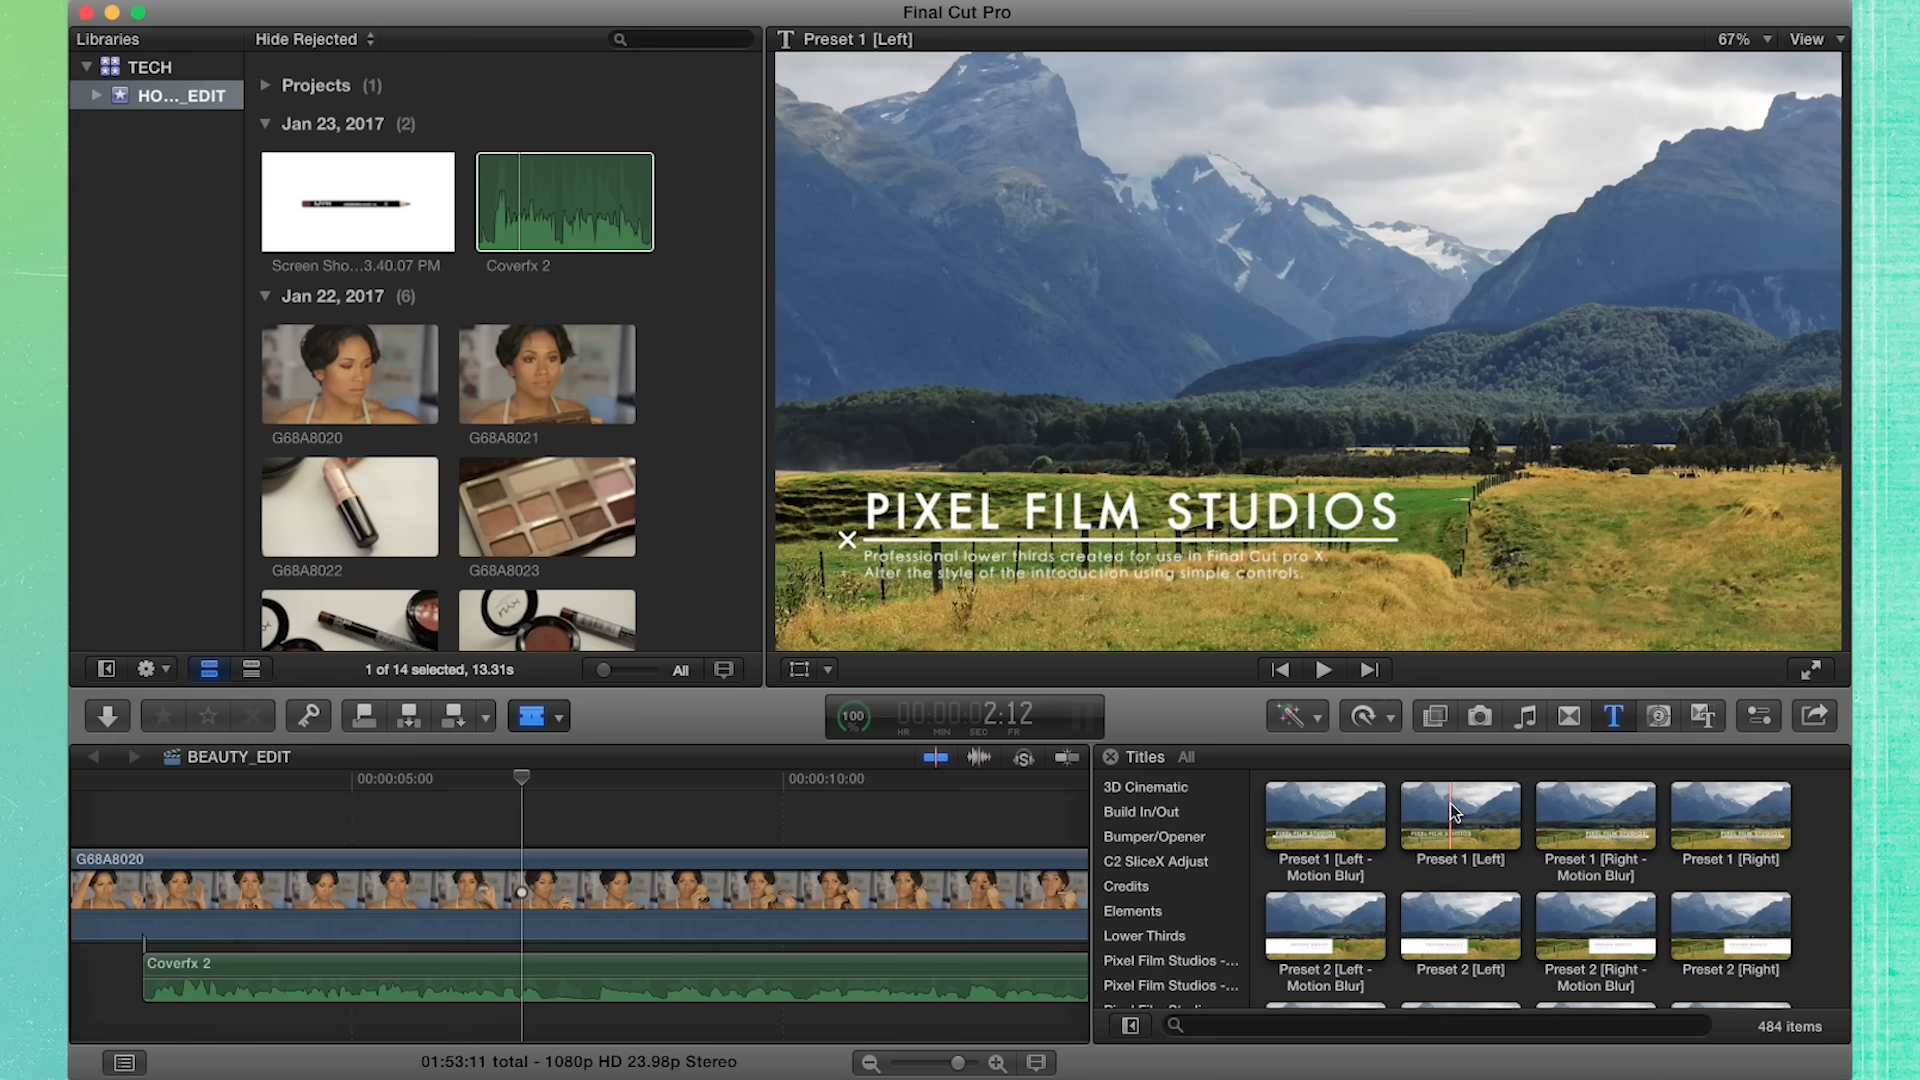 Final Cut Pro
Libraries
Hide Rejected
Preset 1 [Left]
67%
View
TECH
HO..._EDIT
Projects (1)
Jan 23, 2017 (2)
Screen Sho...3.40.07 PM
Coverfx 2
Jan 22, 2017 (6)
G68A8020
G68A8021
G68A8022
G68A8023
PIXEL FILM STUDIOS
Professional lower thirds created for use in Final Cut pro X.
Alter the style of the introduction using simple controls.
1 of 14 selected, 13.31s
All
100
%
00:00:02:12
HR MIN SEC FR
BEAUTY_EDIT
00:00:05:00
00:00:10:00
G68A8020
Coverfx 2
Titles All
3D Cinematic
Build In/Out
Bumper/Opener
C2 SliceX Adjust
Credits
Elements
Lower Thirds
Pixel Film Studios -...
Pixel Film Studios -...
Preset 1 [Left -
Motion Blur]
Preset 1 [Left]
Preset 1 [Right -
Motion Blur]
Preset 1 [Right]
Preset 2 [Left -
Motion Blur]
Preset 2 [Left]
Preset 2 [Right -
Motion Blur]
Preset 2 [Right]
484 items
01:53:11 total - 1080p HD 23.98p Stereo